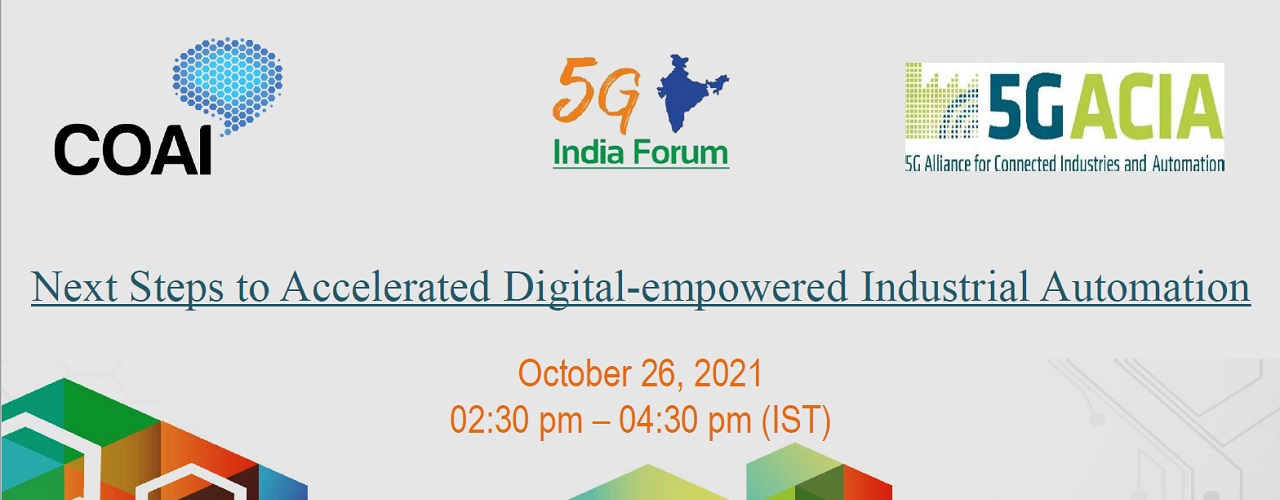 COAI
5G
India Forum
5GACIA
5G Alliance for Connected Industries and Automation
Next Steps to Accelerated Digital-empowered Industrial Automation
October 26, 2021
02:30 pm – 04:30 pm (IST)